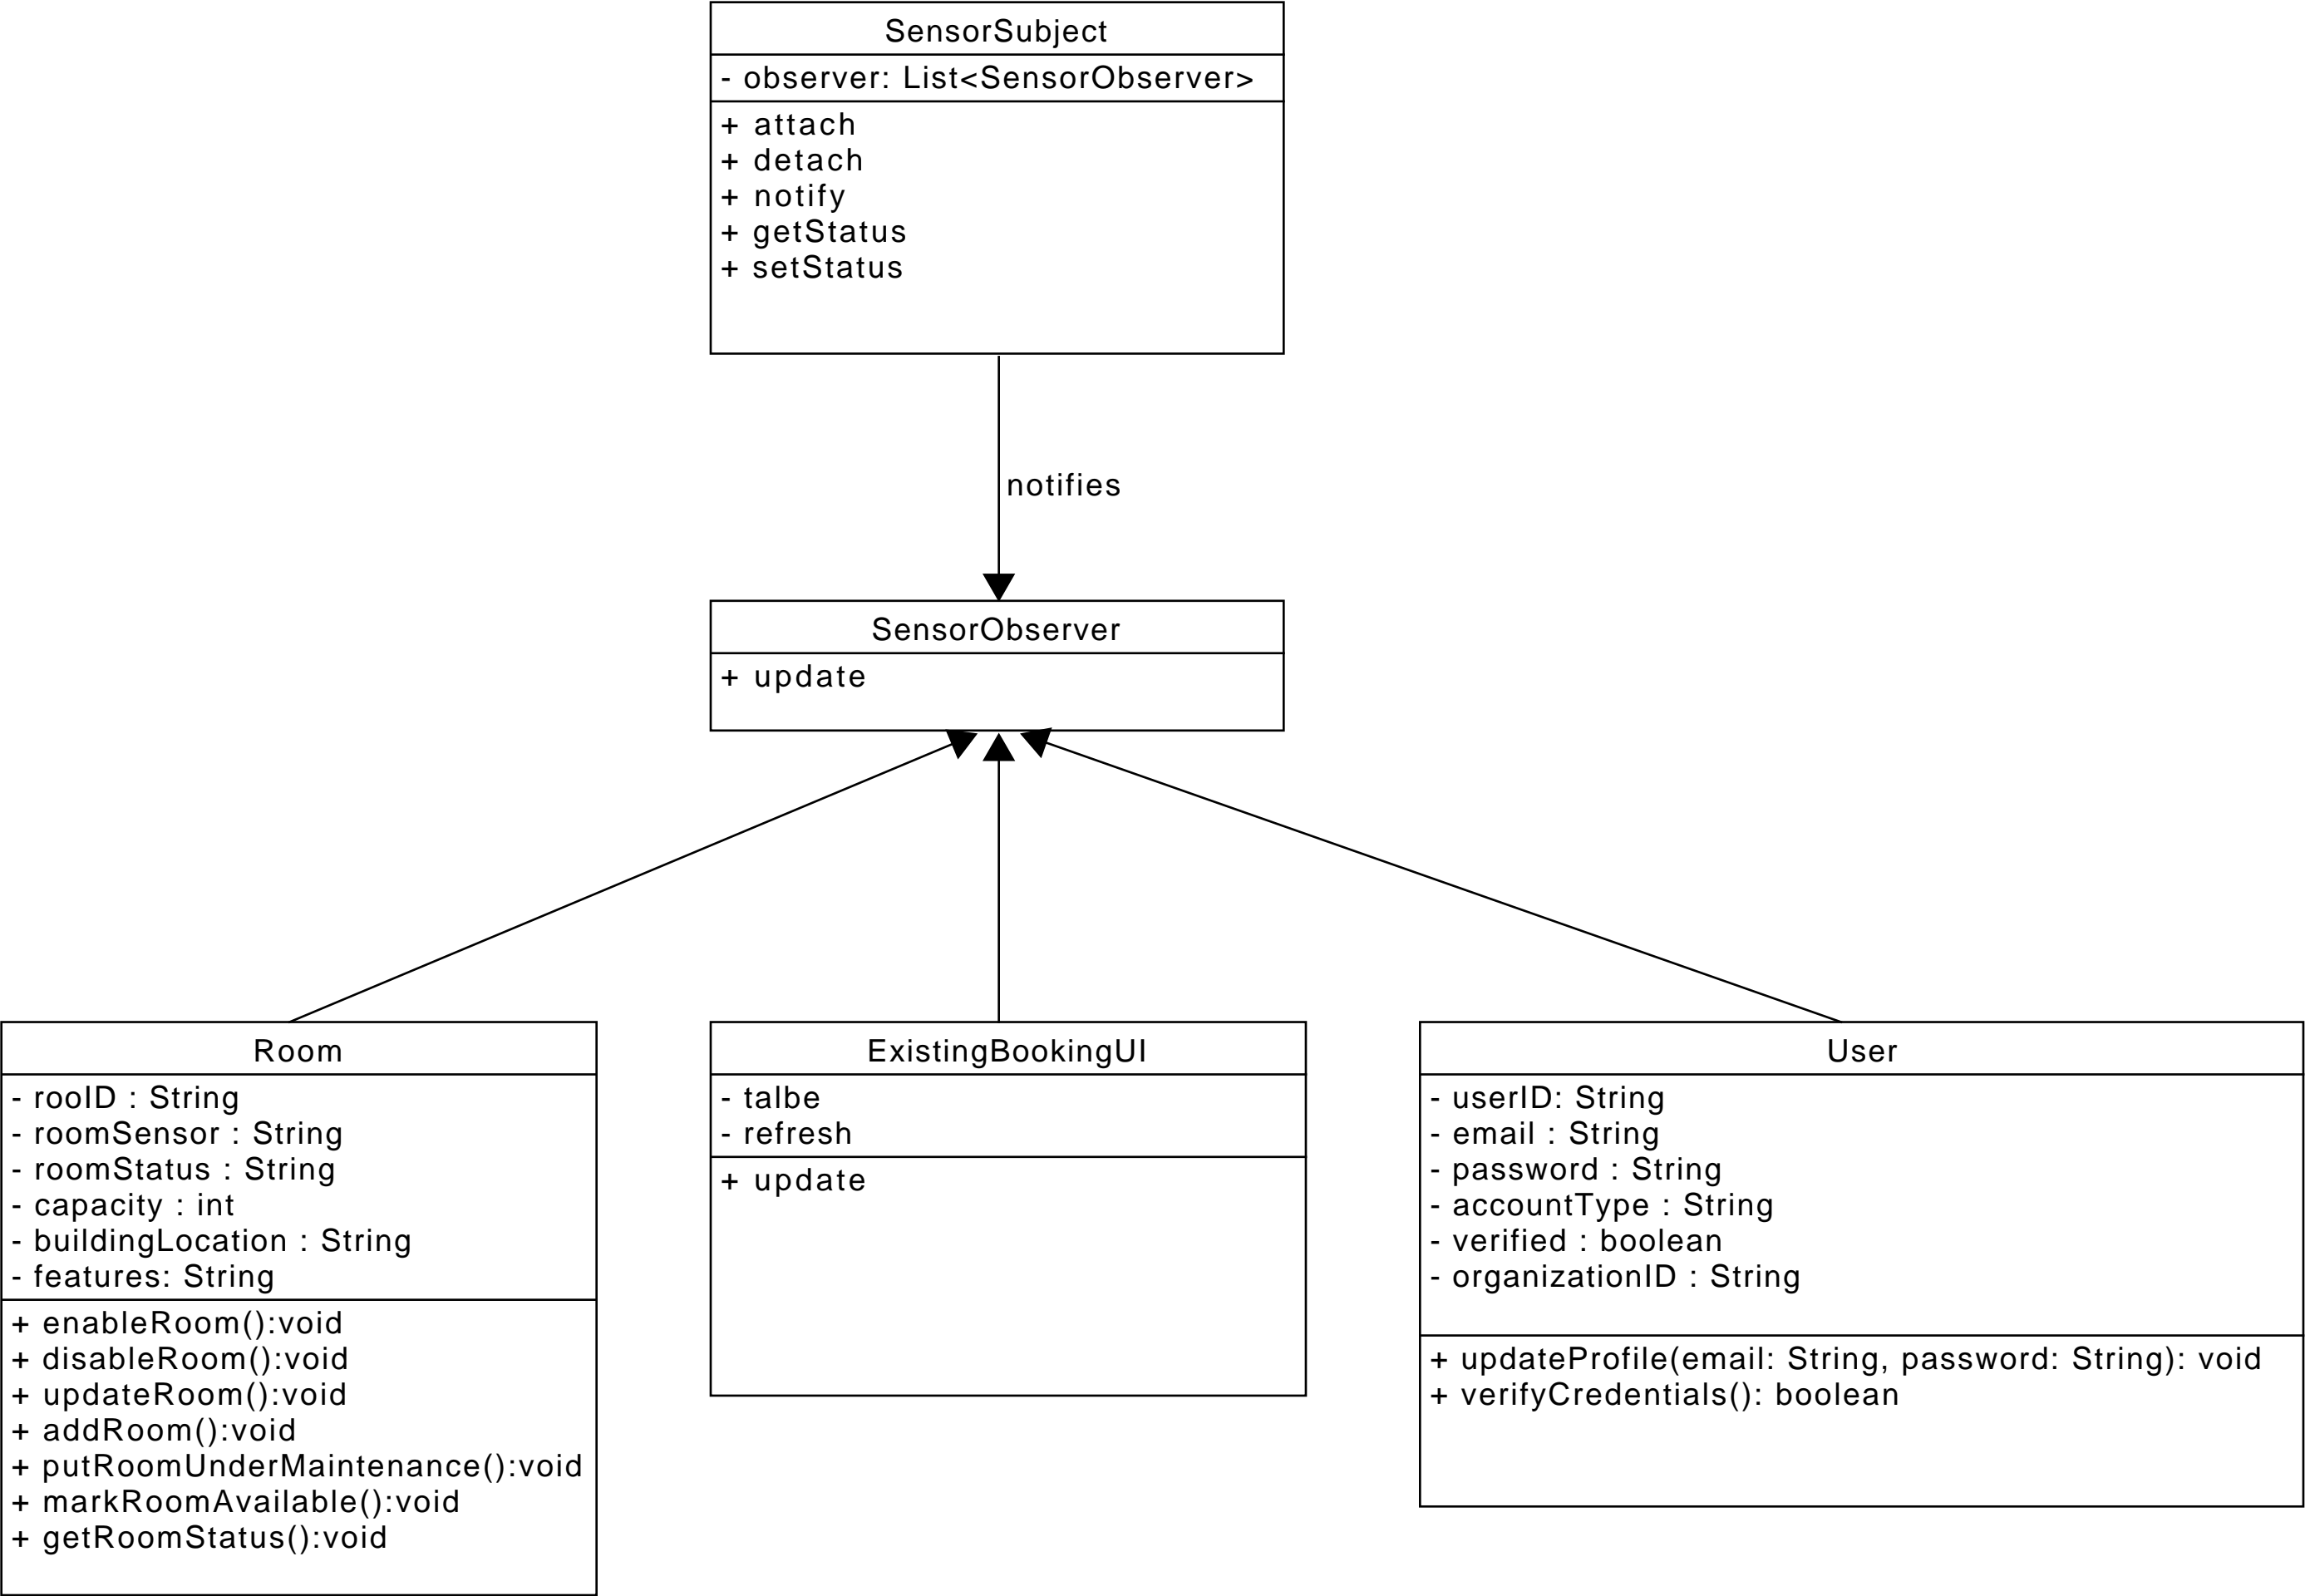 SensorSubject
- observer: List<SensorObserver>
+ attach
+ detach
+ notify
+ getStatus
+ setStatus
notifies
SensorObserver
+ update
Room
- rooID : String
- roomSensor : String
- roomStatus : String
- capacity : int
- buildingLocation : String
- features: String
+ enableRoom():void
+ disableRoom():void
+ updateRoom():void
+ addRoom():void
+ putRoomUnderMaintenance():void
+ markRoomAvailable():void
+ getRoomStatus():void
ExistingBookingUI
- talbe
- refresh
+ update
User
- userID: String
- email : String
- password : String
- accountType : String
- verified : boolean
- organizationID : String
+ updateProfile(email: String, password: String): void
+ verifyCredentials(): boolean